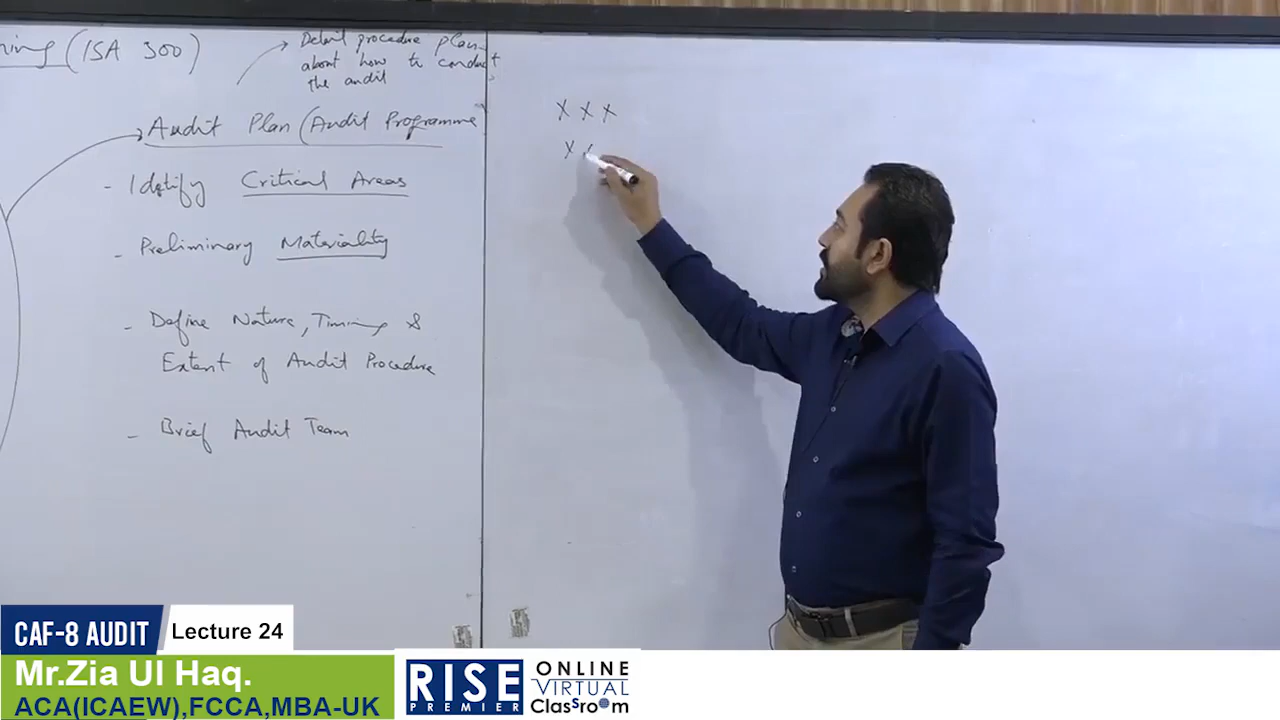 ning (ISA 300)
Detail procedure plan
about how to conduct
the audit
Audit Plan (Audit Programme
- Identify Critical Areas
- Preliminary Materiality
- Define Nature, Timing &
Extent of Audit Procedure
- Brief Audit Team
X X X
X
CAF-8 AUDIT
Lecture 24
Mr.Zia Ul Haq.
ACA(ICAEW),FCCA,MBA-UK
RISE
PREMIER
ONLINE
VIRTUAL
Classroom